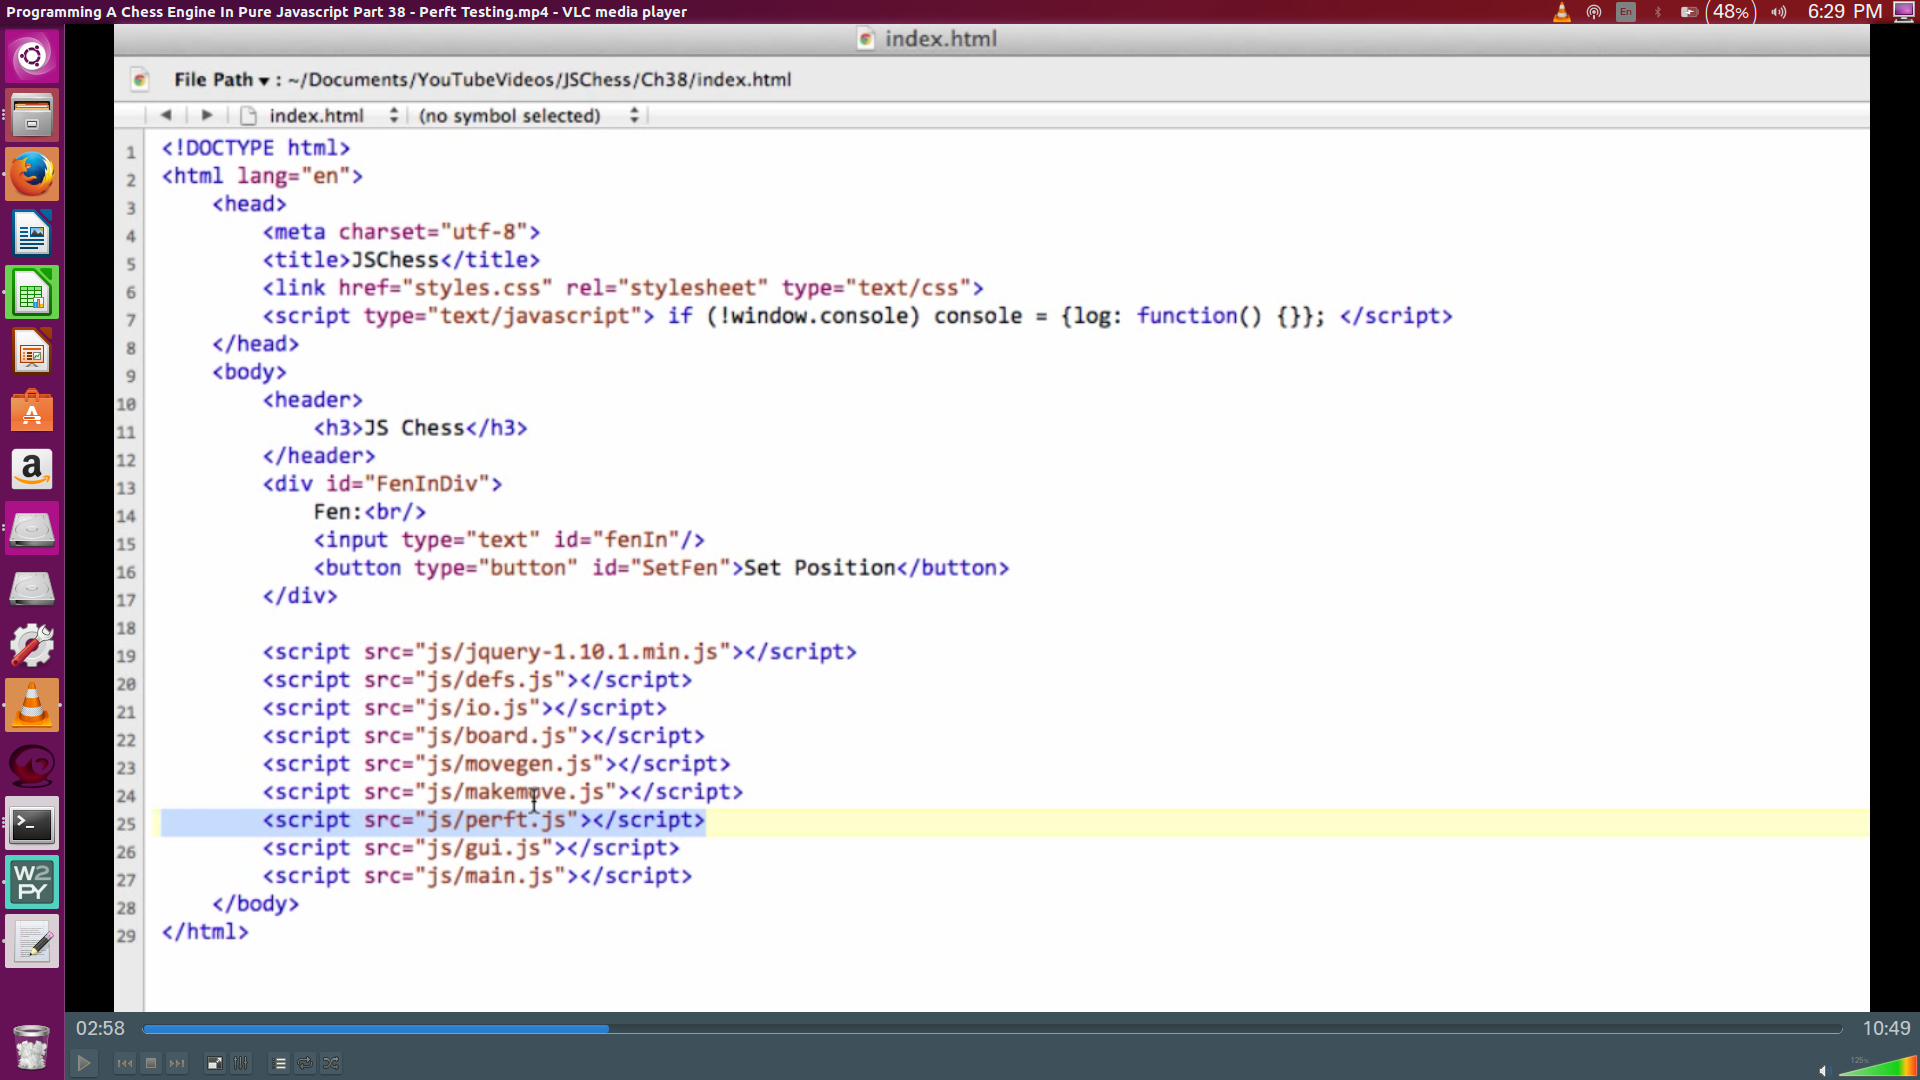 Programming A Chess Engine In Pure Javascript Part 38 - Perft Testing.mp4 - VLC media player
En
(48%)
6:29 PM
index.html
File Path ▾ : ~/Documents/YouTubeVideos/JSChess/Ch38/index.html
index.html
(no symbol selected)
1 <!DOCTYPE html>
2 <html lang="en">
3     <head>
4         <meta charset="utf-8">
5         <title>JSChess</title>
6         <link href="styles.css" rel="stylesheet" type="text/css">
7         <script type="text/javascript"> if (!window.console) console = {log: function() {}}; </script>
8     </head>
9     <body>
10         <header>
11             <h3>JS Chess</h3>
12         </header>
13         <div id="FenInDiv">
14             Fen:<br/>
15             <input type="text" id="fenIn"/>
16             <button type="button" id="SetFen">Set Position</button>
17         </div>
18
19         <script src="js/jquery-1.10.1.min.js"></script>
20         <script src="js/defs.js"></script>
21         <script src="js/io.js"></script>
22         <script src="js/board.js"></script>
23         <script src="js/movegen.js"></script>
24         <script src="js/makemove.js"></script>
25         <script src="js/perft.js"></script>
26         <script src="js/gui.js"></script>
27         <script src="js/main.js"></script>
28     </body>
29 </html>
a
W2
PY
02:58
10:49
125%